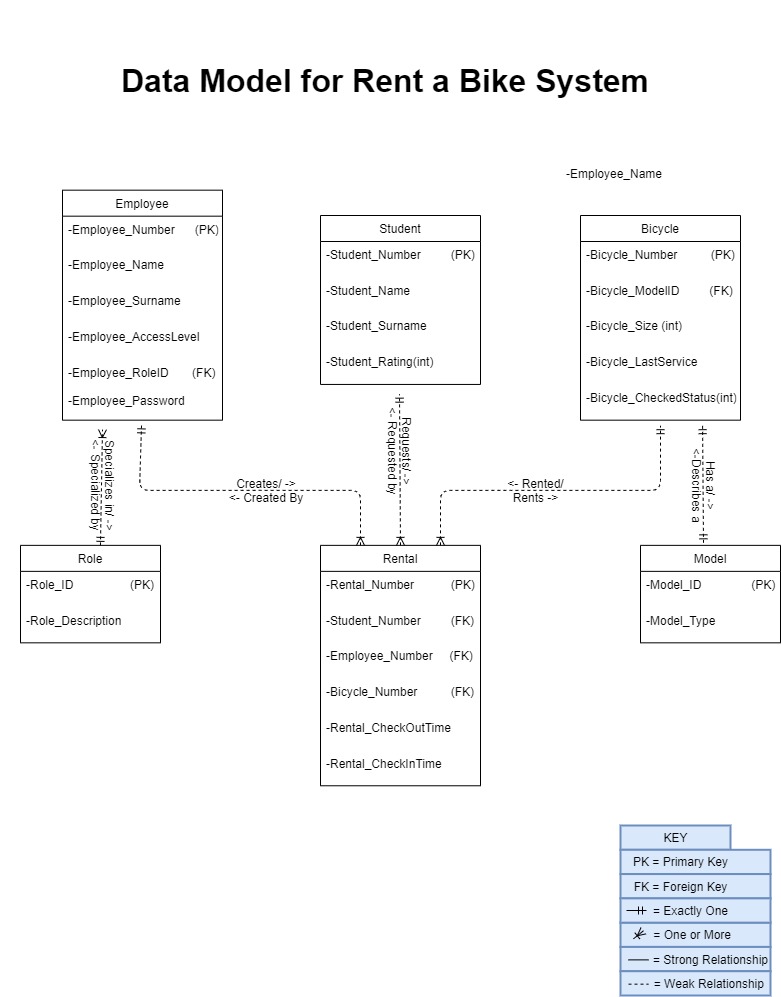 Data Model for Rent a Bike System
-Employee_Name
Employee
-Employee_Number (PK)
-Employee_Name
-Employee_Surname
-Employee_AccessLevel
-Employee_RoleID (FK)
-Employee_Password
Student
-Student_Number (PK)
-Student_Name
-Student_Surname
-Student_Rating(int)
Bicycle
-Bicycle_Number (PK)
-Bicycle_ModelID (FK)
-Bicycle_Size (int)
-Bicycle_LastService
-Bicycle_CheckedStatus(int)
Specializes in/ ->
<- Specialized by
Creates/ ->
<- Created By
Requests/ ->
<- Requested by
<- Rented/
Rents ->
Has a/ ->
<-Describes a
Role
-Role_ID (PK)
-Role_Description
Rental
-Rental_Number (PK)
-Student_Number (FK)
-Employee_Number (FK)
-Bicycle_Number (FK)
-Rental_CheckOutTime
-Rental_CheckInTime
Model
-Model_ID (PK)
-Model_Type
KEY
PK = Primary Key
FK = Foreign Key
= Exactly One
= One or More
= Strong Relationship
= Weak Relationship